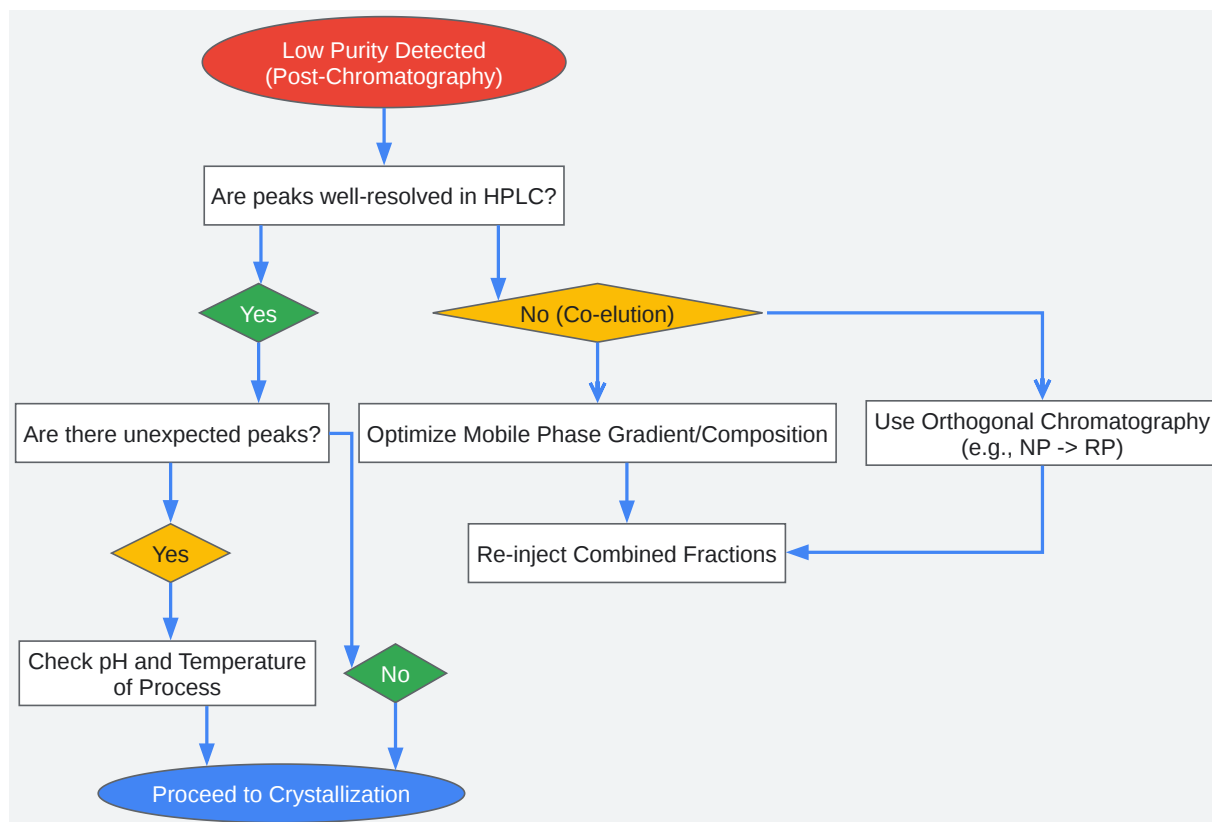 Low Purity Detected
(Post-Chromatography)
Are peaks well-resolved in HPLC?
Yes
No (Co-elution)
Are there unexpected peaks?
Optimize Mobile Phase Gradient/Composition
Use Orthogonal Chromatography
(e.g., NP -> RP)
Yes
Re-inject Combined Fractions
Check pH and Temperature
of Process
No
Proceed to Crystallization